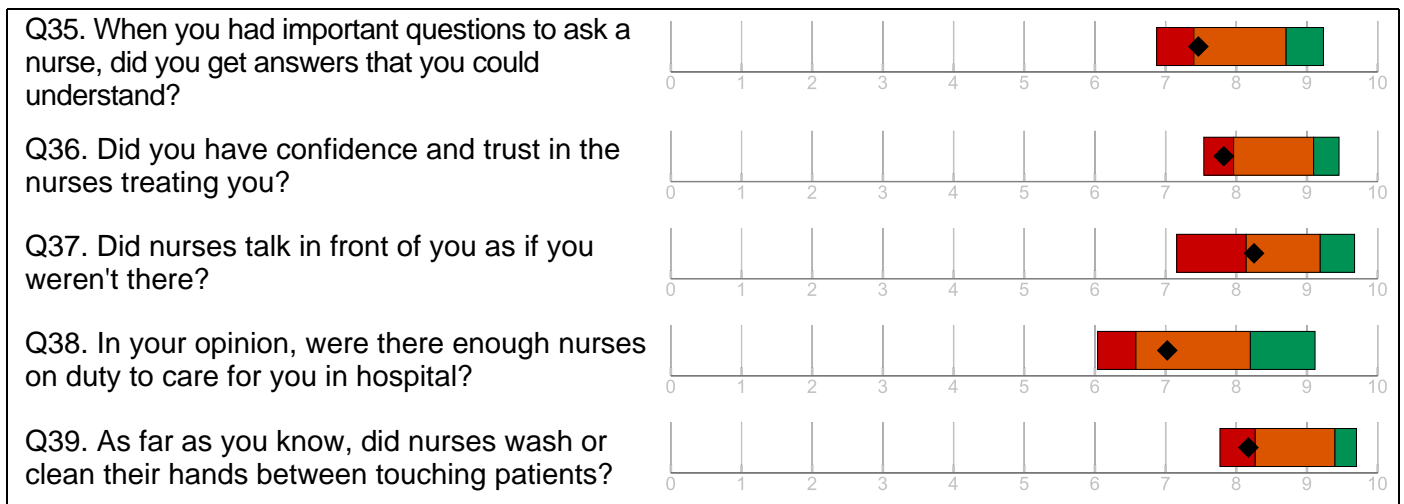 Q35. When you had important questions to ask a
nurse, did you get answers that you could
understand?
0 1 2 3 4 5 6 7 8 9 10
Q36. Did you have confidence and trust in the
nurses treating you?
0 1 2 3 4 5 6 7 8 9 10
Q37. Did nurses talk in front of you as if you
weren't there?
0 1 2 3 4 5 6 7 8 9 10
Q38. In your opinion, were there enough nurses
on duty to care for you in hospital?
0 1 2 3 4 5 6 7 8 9 10
Q39. As far as you know, did nurses wash or
clean their hands between touching patients?
0 1 2 3 4 5 6 7 8 9 10